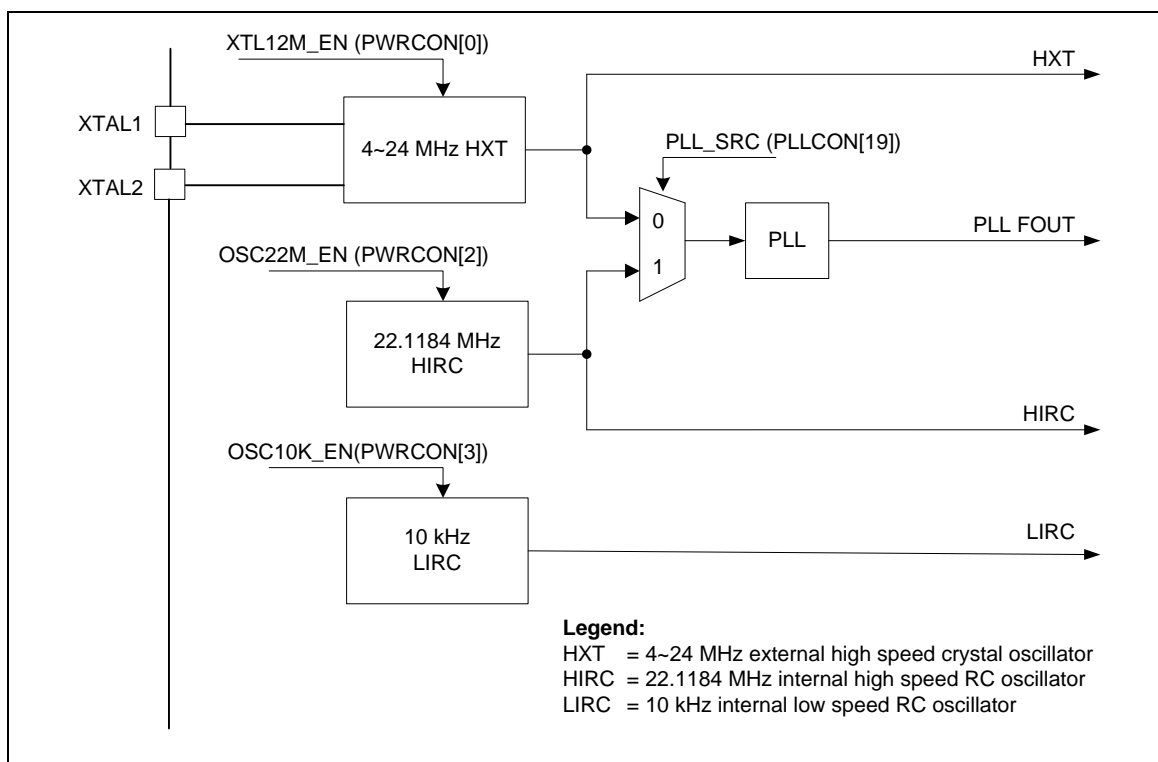 XTL12M_EN (PWRCON[0])
HXT
XTAL1
4~24 MHz HXT
PLL_SRC (PLLCON[19])
XTAL2
0
PLL
PLL FOUT
1
OSC22M_EN (PWRCON[2])
22.1184 MHz
HIRC
HIRC
OSC10K_EN(PWRCON[3])
10 kHz
LIRC
LIRC
Legend:
HXT = 4~24 MHz external high speed crystal oscillator
HIRC = 22.1184 MHz internal high speed RC oscillator
LIRC = 10 kHz internal low speed RC oscillator